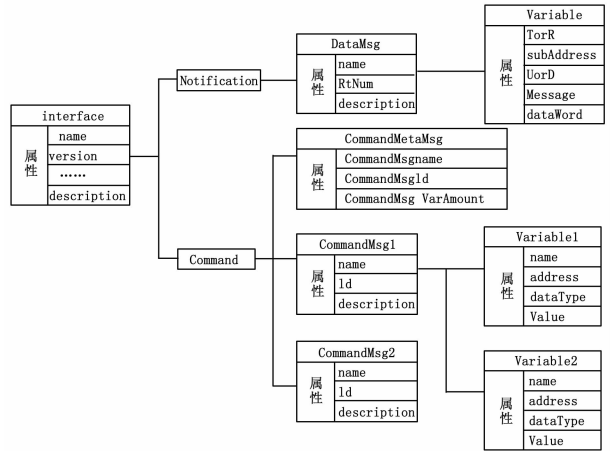 interface
属性
name
version
……
description
Notification
DataMsg
属性
name
RtNum
description
Variable
属性
TorR
subAddress
UorD
Message
dataWord
Command
CommandMetaMsg
属性
CommandMsgname
CommandMsgld
CommandMsg VarAmount
CommandMsg1
属性
name
ld
description
Variable1
属性
name
address
dataType
Value
CommandMsg2
属性
name
ld
description
Variable2
属性
name
address
dataType
Value